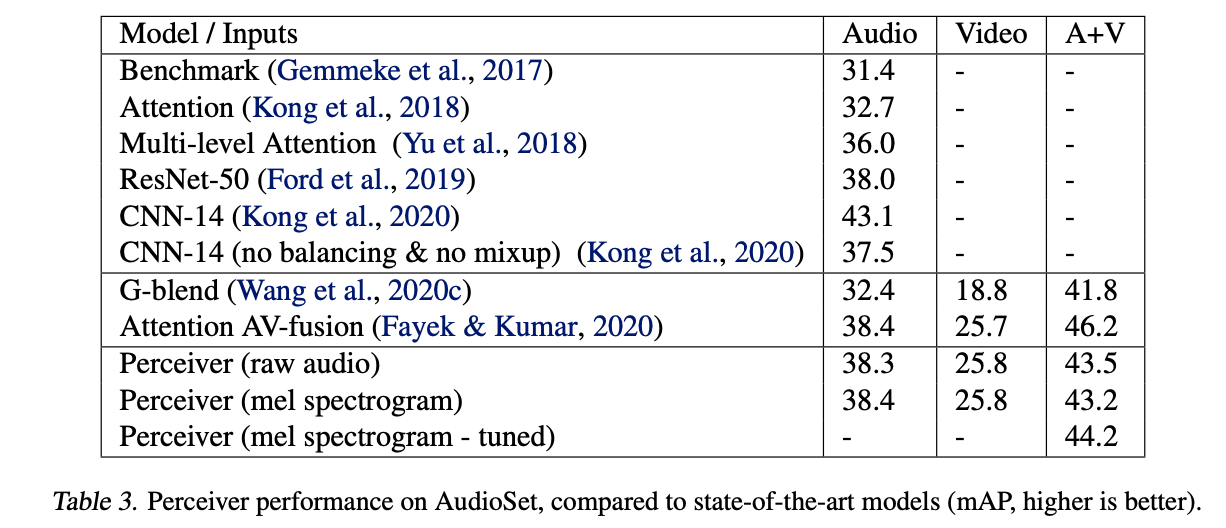 Model / Inputs Audio Video A+V
Benchmark (Gemmeke et al., 2017) 31.4 - -
Attention (Kong et al., 2018) 32.7 - -
Multi-level Attention (Yu et al., 2018) 36.0 - -
ResNet-50 (Ford et al., 2019) 38.0 - -
CNN-14 (Kong et al., 2020) 43.1 - -
CNN-14 (no balancing & no mixup) (Kong et al., 2020) 37.5 - -
G-blend (Wang et al., 2020c) 32.4 18.8 41.8
Attention AV-fusion (Fayek & Kumar, 2020) 38.4 25.7 46.2
Perceiver (raw audio) 38.3 25.8 43.5
Perceiver (mel spectrogram) 38.4 25.8 43.2
Perceiver (mel spectrogram - tuned) - - 44.2
Table 3. Perceiver performance on AudioSet, compared to state-of-the-art models (mAP, higher is better).